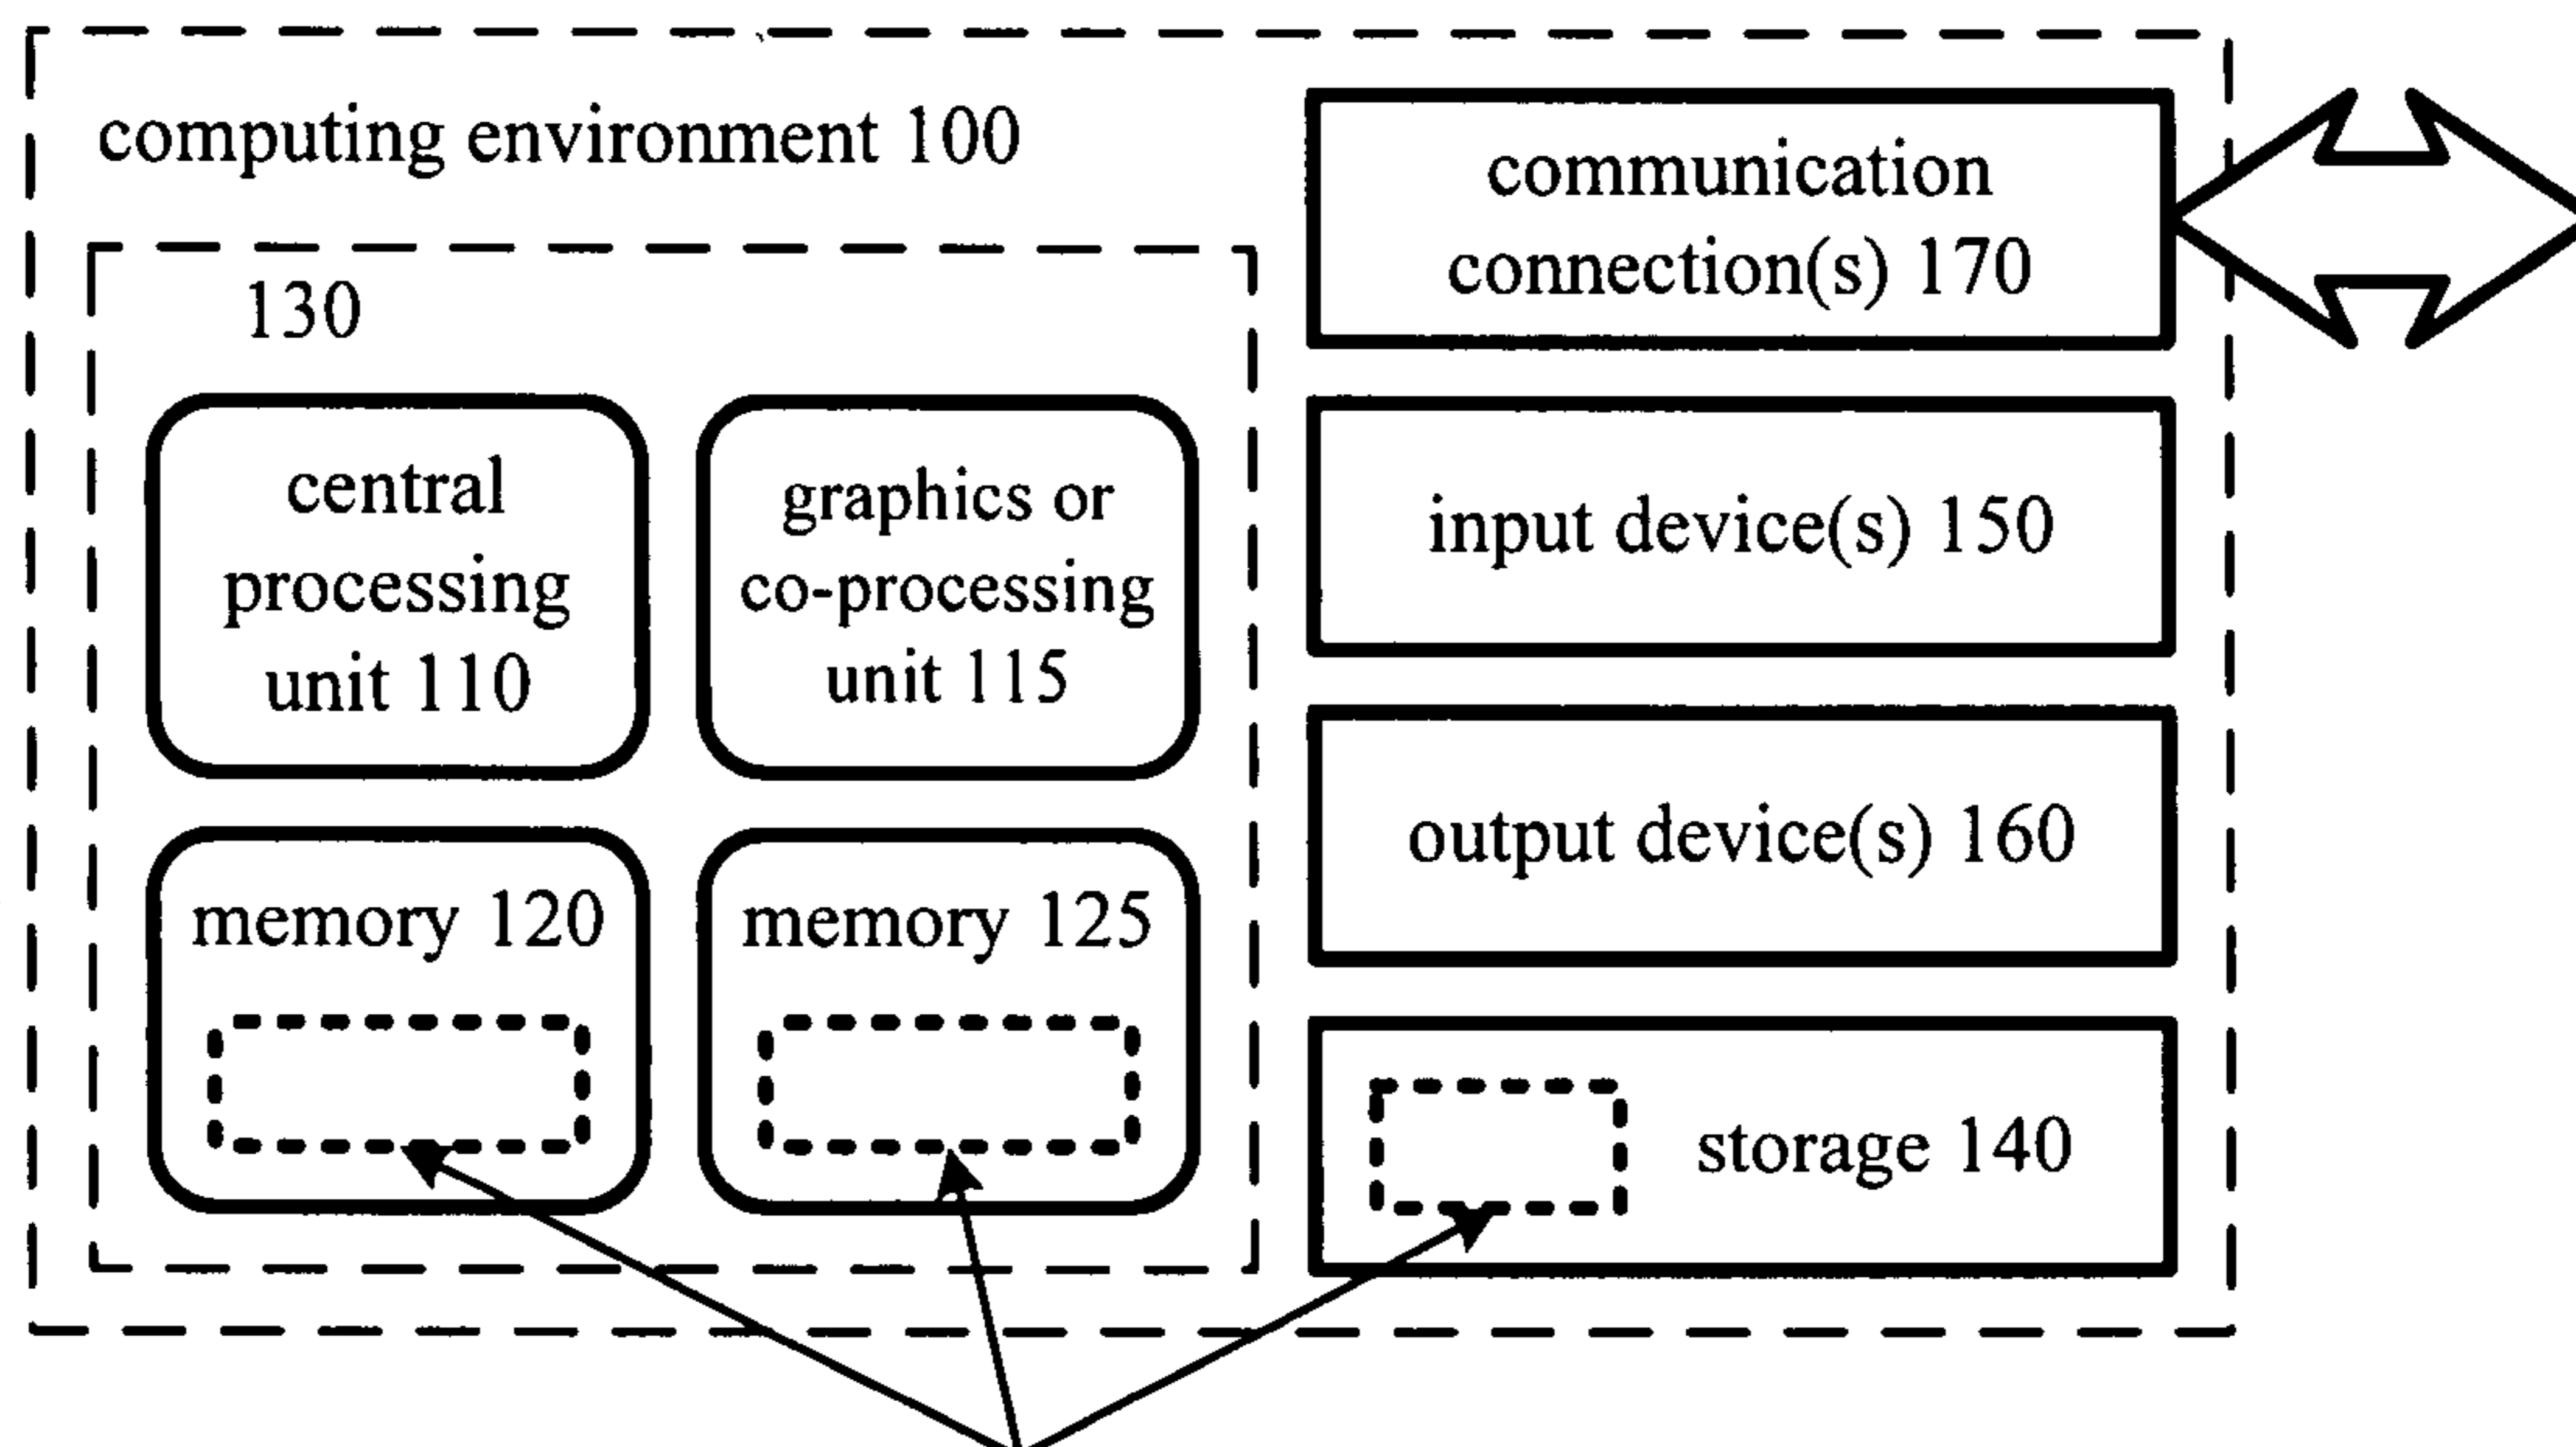 computing environment 100
130
central
processing
unit 110
graphics or
co-processing
unit 115
memory 120
memory 125
communication
connection(s) 170
input device(s) 150
output device(s) 160
storage 140